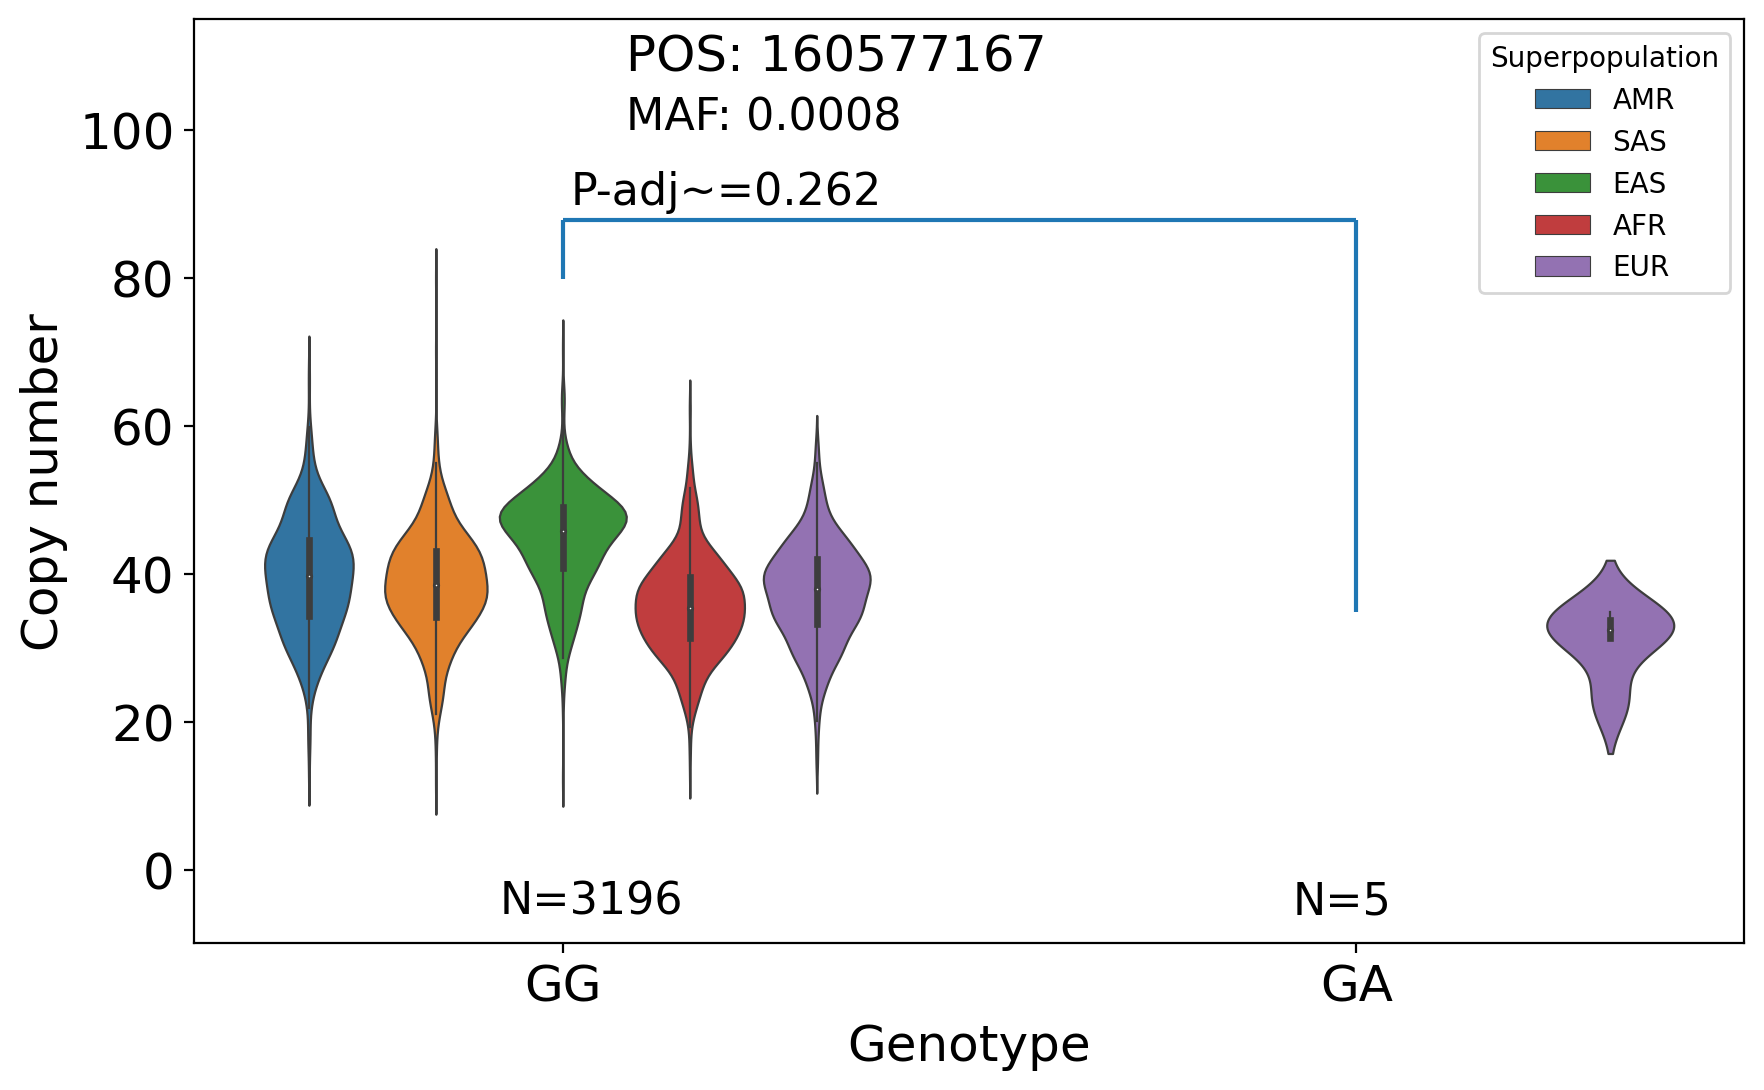 POS: 160577167
MAF: 0.0008
P-adj~=0.262
Superpopulation
AMR
SAS
EAS
AFR
EUR
Copy number
100
80
60
40
20
0
N=3196
N=5
GG
GA
Genotype